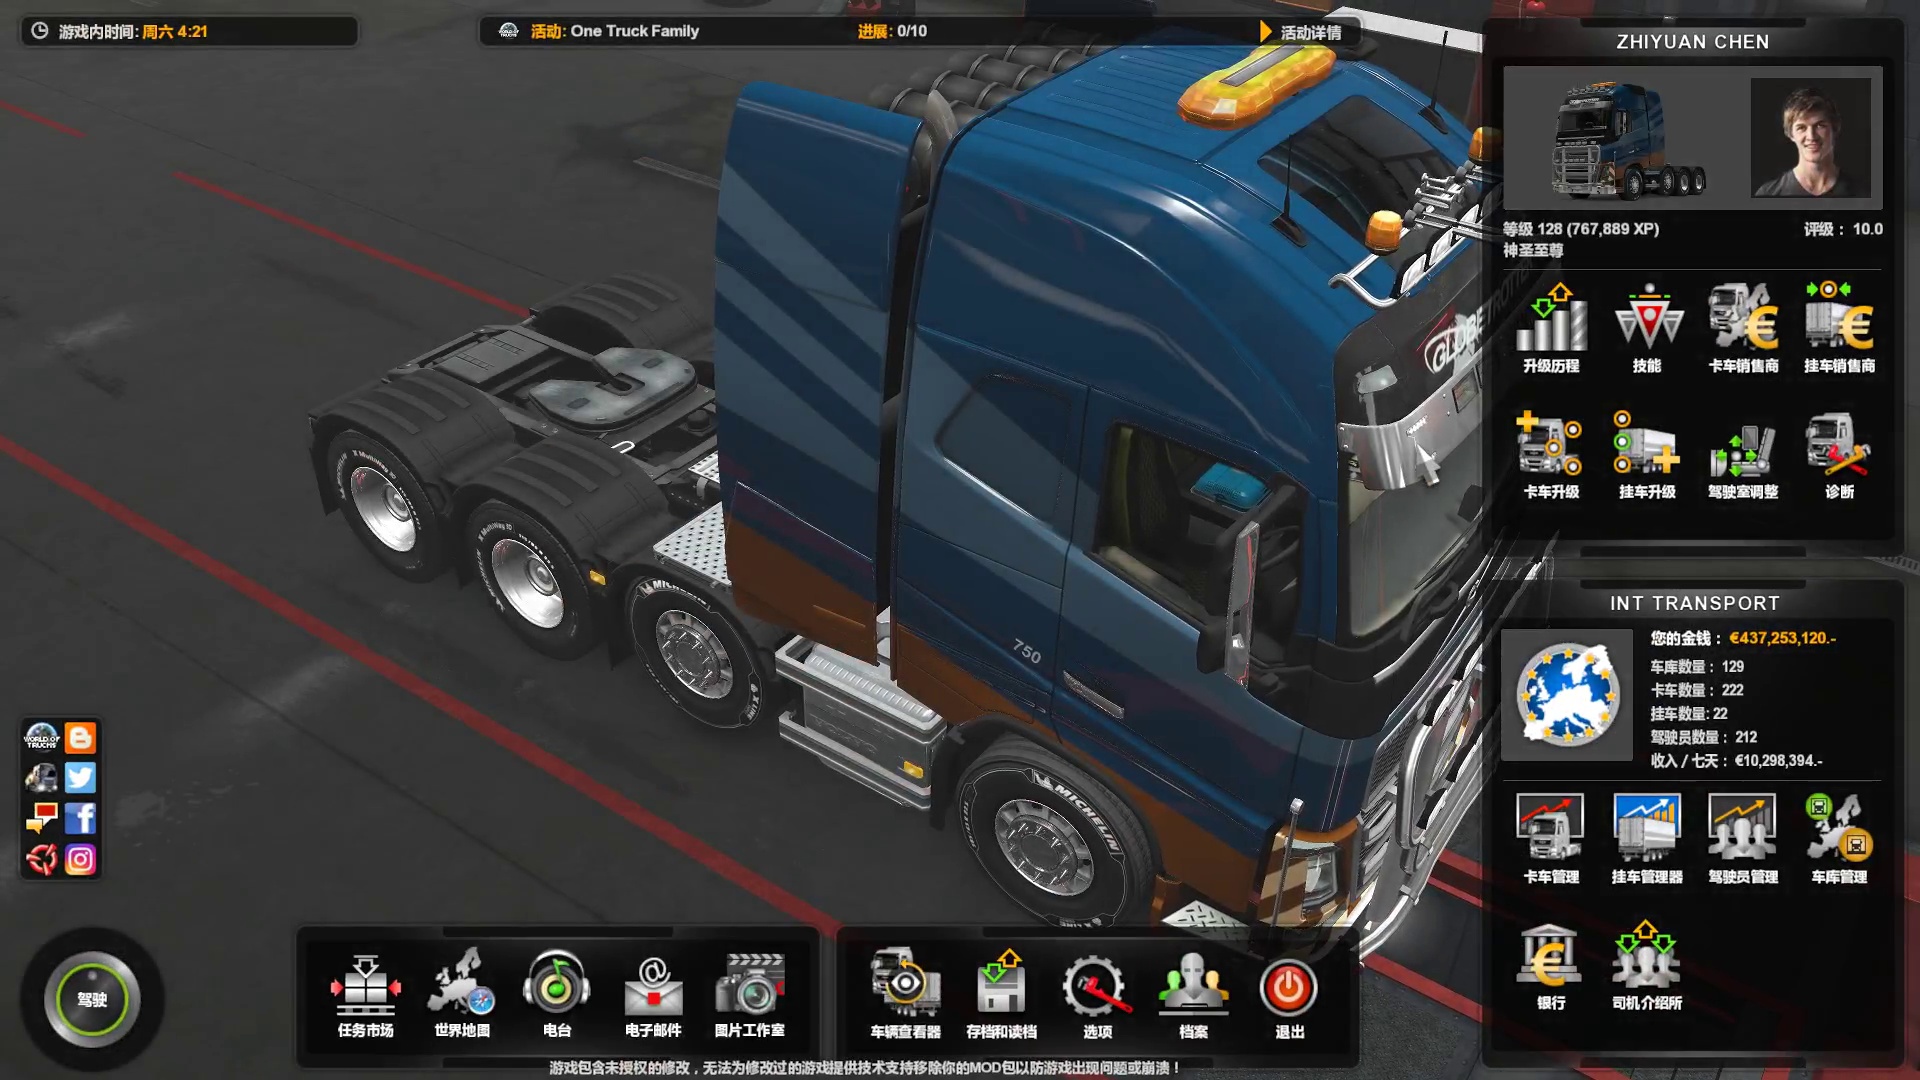 游戏内时间: 周六 4:21
活动: One Truck Family
进展: 0/10
活动详情
ZHIYUAN CHEN
等级 128 (767,889 XP)
评级： 10.0
神圣至尊
升级历程
技能
卡车销售商
挂车销售商
卡车升级
挂车升级
驾驶室调整
诊断
INT TRANSPORT
您的金钱： €437,253,120.-
车库数量： 129
卡车数量： 222
挂车数量: 22
驾驶员数量： 212
收入 / 七天： €10,298,394.-
卡车管理
挂车管理器
驾驶员管理
车库管理
银行
司机介绍所
GLOBETROTTER
750
MICHELIN
MICHELIN
X MultiWay 3D
X MultiWay 3D
X LINE
WORLD OF TRUCKS
驾驶
任务市场
世界地图
电台
电子邮件
图片工作室
车辆查看器
存档和读档
选项
档案
退出
游戏包含未授权的修改，无法为修改过的游戏提供技术支持移除你的MOD包以防游戏出现问题或崩溃！